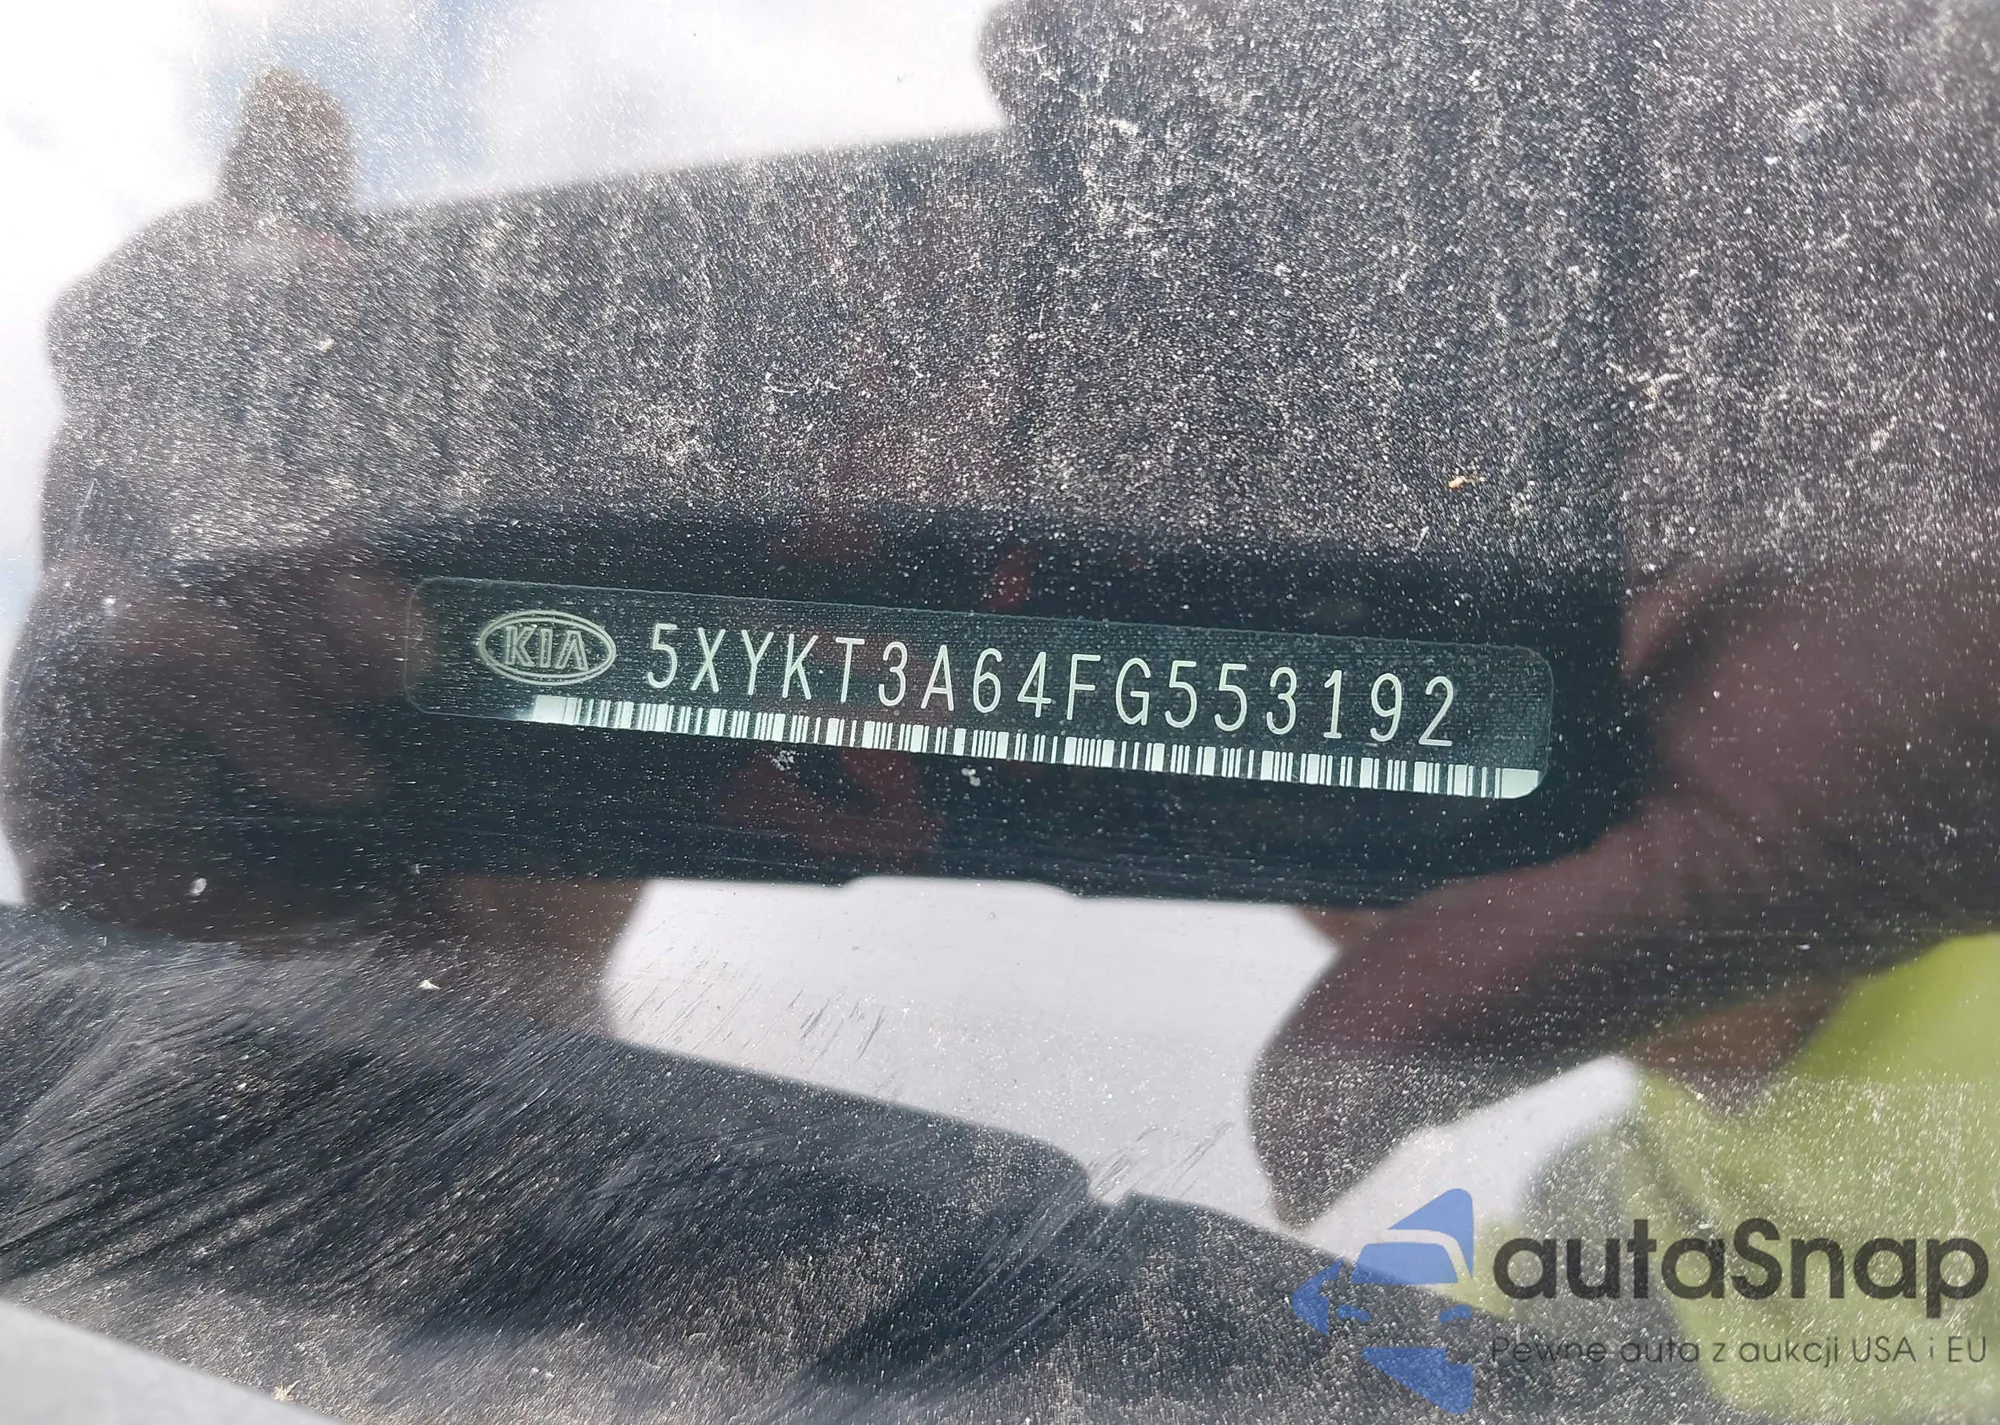 KIA 5XYKT3A64FG553192
autaSnap
Pewne auta z aukcji USA i EU